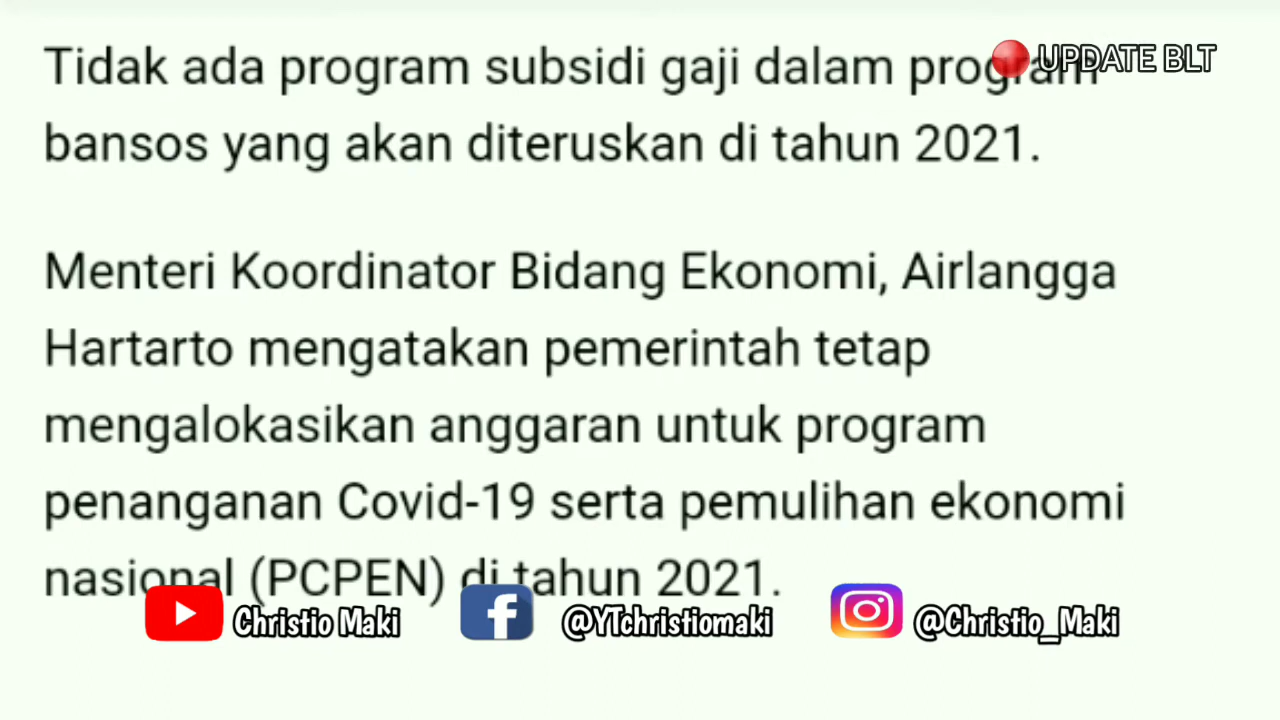 Tidak ada program subsidi gaji dalam program
UPDATE BLT
bansos yang akan diteruskan di tahun 2021.
Menteri Koordinator Bidang Ekonomi, Airlangga
Hartarto mengatakan pemerintah tetap
mengalokasikan anggaran untuk program
penanganan Covid-19 serta pemulihan ekonomi
nasional (PCPEN) di tahun 2021.
Christio Maki
@YTchristiomaki
@Christio_Maki